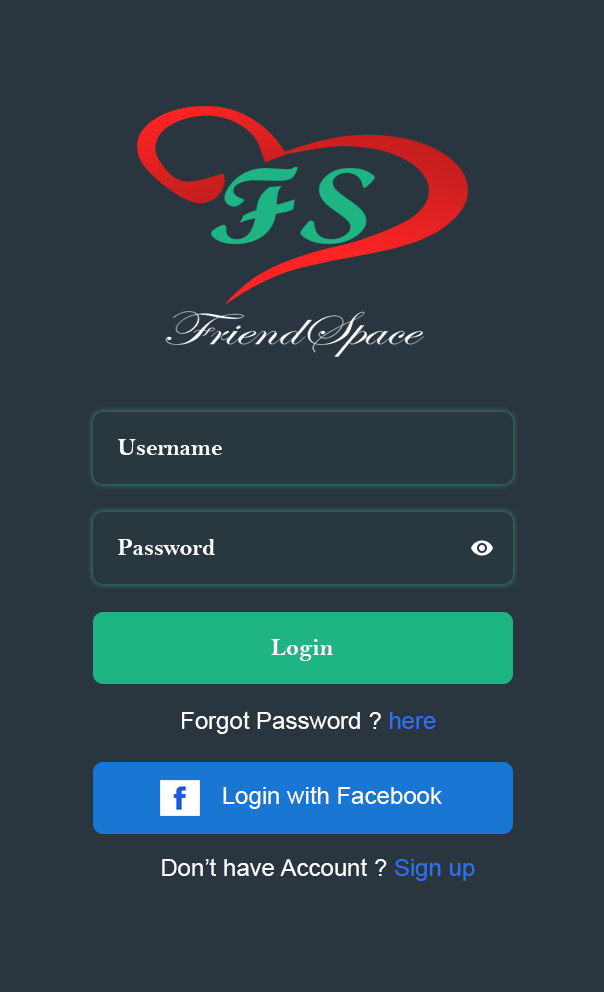 FS
FriendSpace
Username
Password
Login
Forgot Password ? here
f Login with Facebook
Don’t have Account ? Sign up